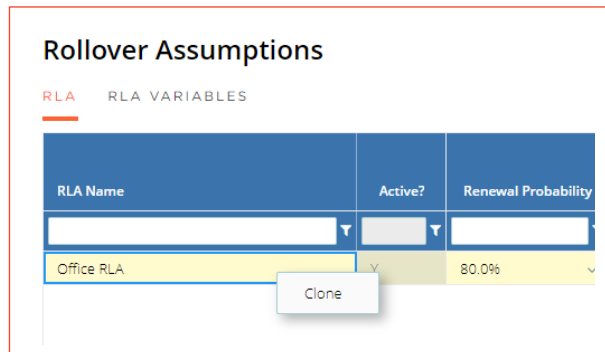 Rollover Assumptions
RLA RLA VARIABLES
RLA Name Active? Renewal Probability
Office RLA Y 80.0%
Clone